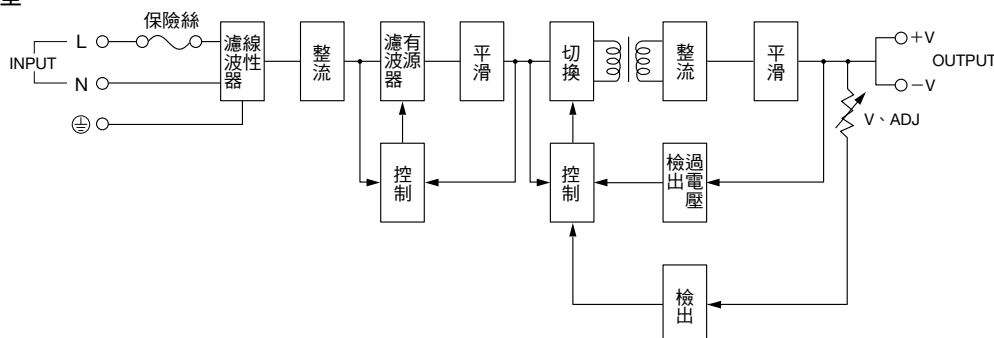 保險絲
INPUT
L
N
線性
濾波器
整流
有源
濾波器
平滑
切換
整流
平滑
+V
−V
OUTPUT
V、ADJ
控制
控制
過電壓
檢出
檢出